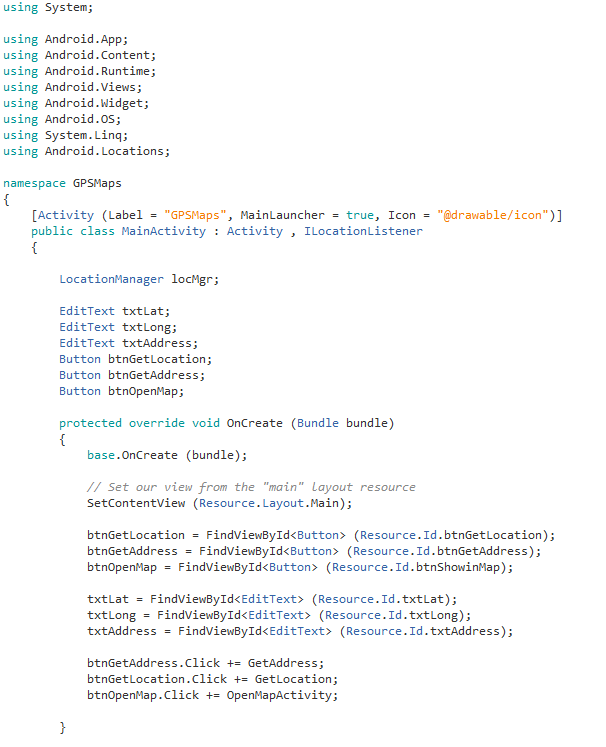 using System;
using Android.App;
using Android.Content;
using Android.Runtime;
using Android.Views;
using Android.Widget;
using Android.OS;
using System.Linq;
using Android.Locations;
namespace GPSMaps
{
[Activity (Label = "GPSMaps", MainLauncher = true, Icon = "@drawable/icon")]
public class MainActivity : Activity , ILocationListener
{
LocationManager locMgr;
EditText txtLat;
EditText txtLong;
EditText txtAddress;
Button btnGetLocation;
Button btnGetAddress;
Button btnOpenMap;
protected override void OnCreate (Bundle bundle)
{
base.OnCreate (bundle);
// Set our view from the "main" layout resource
SetContentView (Resource.Layout.Main);
btnGetLocation = FindViewById<Button> (Resource.Id.btnGetLocation);
btnGetAddress = FindViewById<Button> (Resource.Id.btnGetAddress);
btnOpenMap = FindViewById<Button> (Resource.Id.btnShowinMap);
txtLat = FindViewById<EditText> (Resource.Id.txtLat);
txtLong = FindViewById<EditText> (Resource.Id.txtLong);
txtAddress = FindViewById<EditText> (Resource.Id.txtAddress);
btnGetAddress.Click += GetAddress;
btnGetLocation.Click += GetLocation;
btnOpenMap.Click += OpenMapActivity;
}